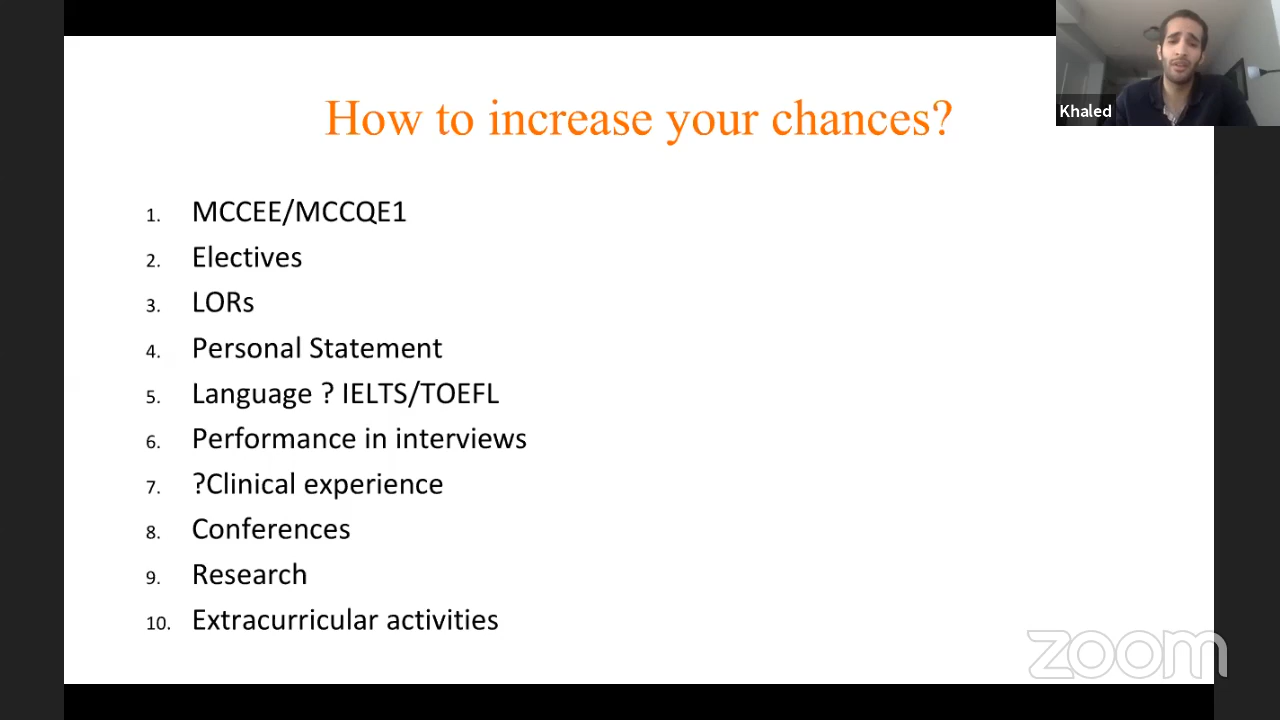 How to increase your chances?
Khaled
1. MCCEE/MCCQE1
2. Electives
3. LORs
4. Personal Statement
5. Language ? IELTS/TOEFL
6. Performance in interviews
7. ?Clinical experience
8. Conferences
9. Research
10. Extracurricular activities
zoom